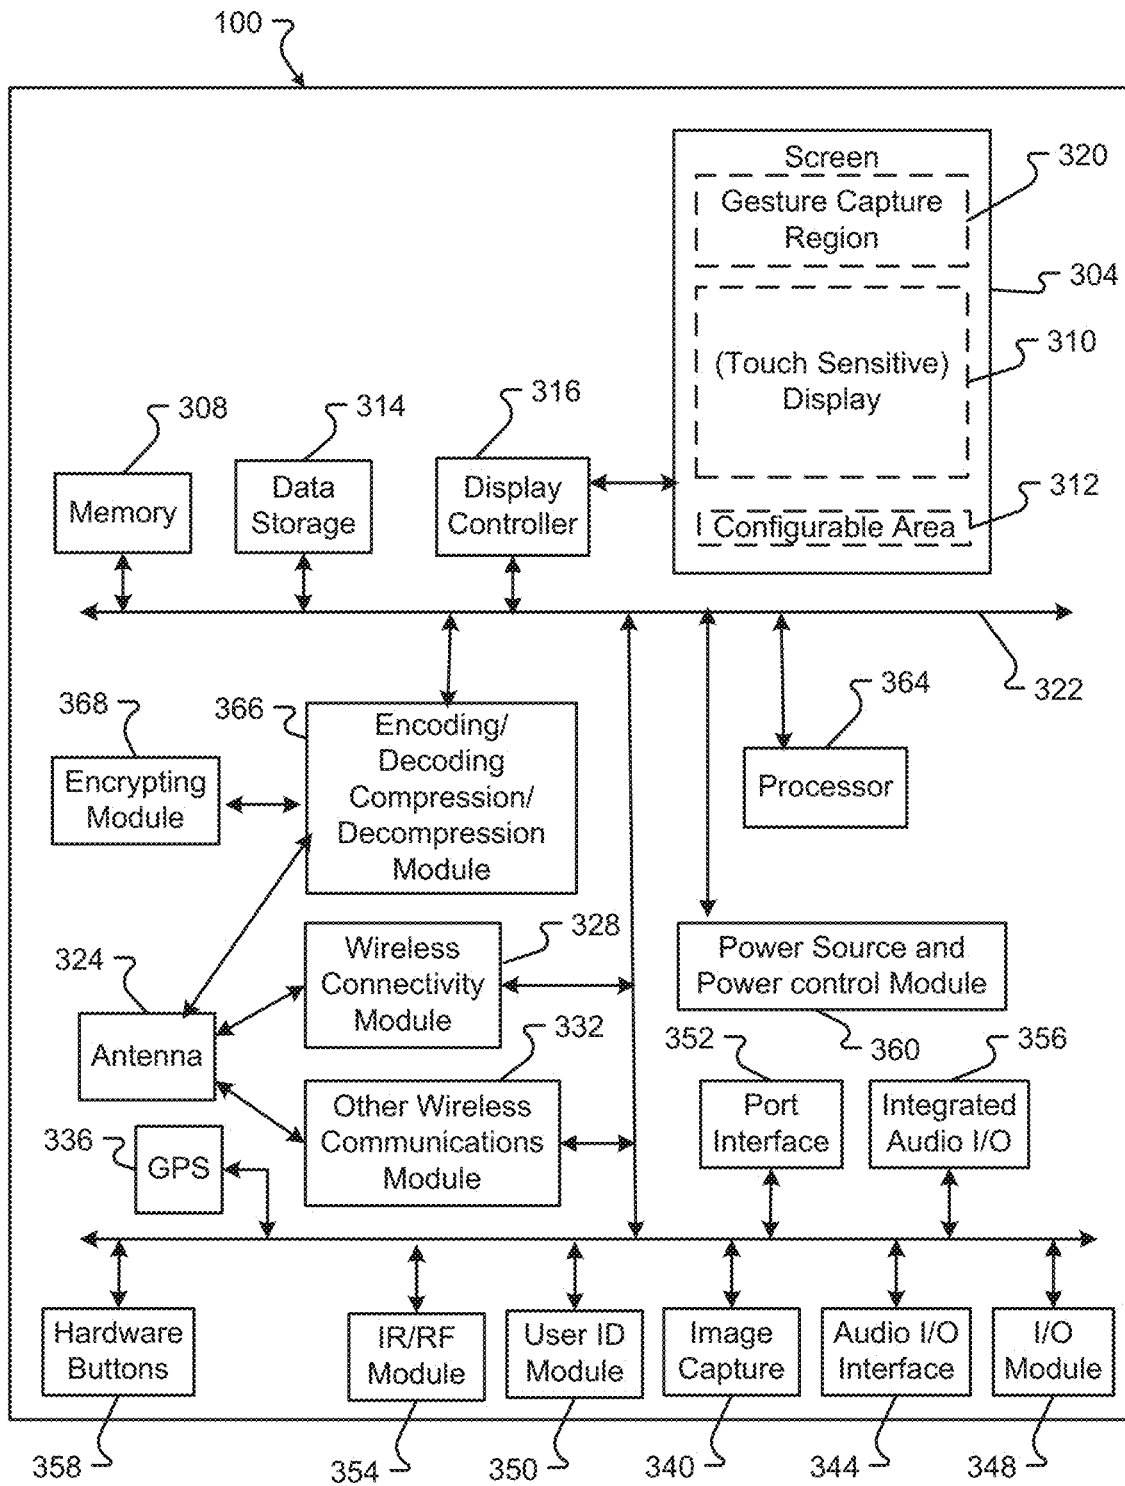 100
Screen
320
Gesture Capture
Region
304
310
(Touch Sensitive)
Display
308
314
316
312
Memory
Data
Storage
Display
Controller
Configurable Area
368
366
364
322
Encoding/
Decoding
Compression/
Decompression
Module
Encrypting
Module
Processor
324
328
Wireless
Connectivity
Module
Power Source and
Power control Module
Antenna
332
352
360
356
Other Wireless
Communications
Module
Port
Interface
Integrated
Audio I/O
336
GPS
Hardware
Buttons
IR/RF
Module
User ID
Module
Image
Capture
Audio I/O
Interface
I/O
Module
358
354
350
340
344
348